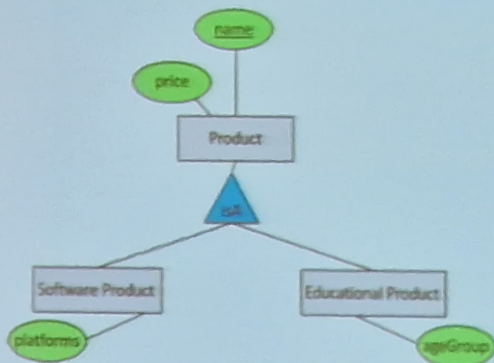 name
price
Product
isA
Software Product
Educational Product
platforms
ageGroup